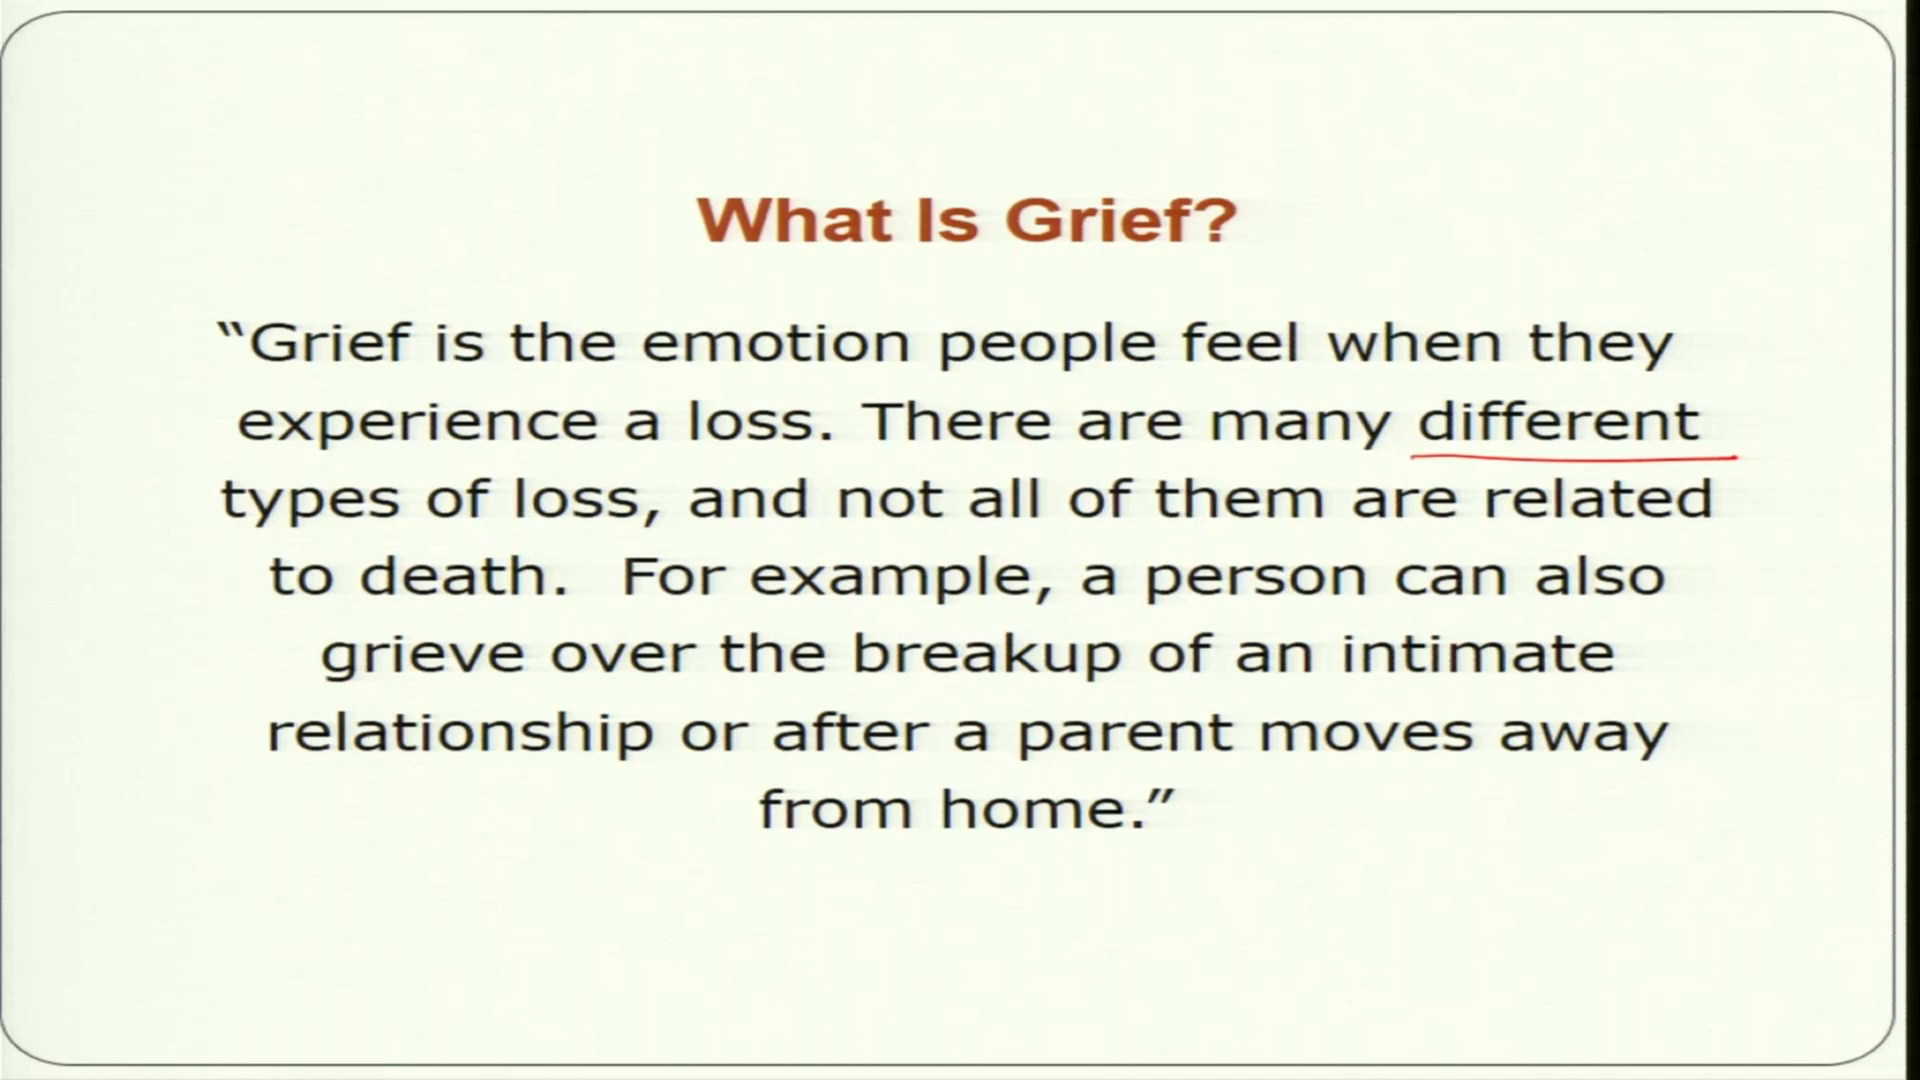 What Is Grief?
“Grief is the emotion people feel when they
experience a loss. There are many different
types of loss, and not all of them are related
to death.  For example, a person can also
grieve over the breakup of an intimate
relationship or after a parent moves away
from home.”